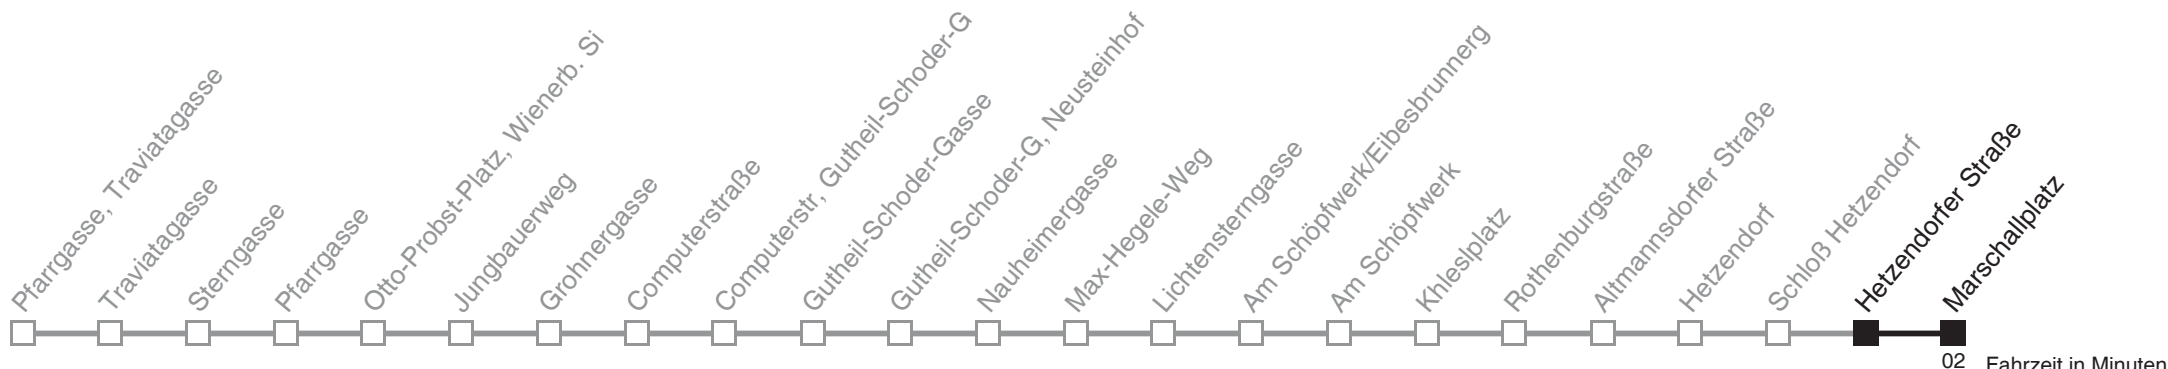 Pfarrgasse, Traviatagasse
Traviatagasse
Sterngasse
Pfarrgasse
Otto-Probst-Platz, Wienerb. Si
Jungbauerweg
Grohnergasse
Computerstraße
Computerstr, Gutheil-Schoder-G
Gutheil-Schoder-Gasse
Gutheil-Schoder-G, Neusteinhof
Nauheimergasse
Max-Hegele-Weg
Lichtensterngasse
Am Schöpfwerk/Eibesbrunnerg
Am Schöpfwerk
Khleslplatz
Rothenburgstraße
Altmannsdorfer Straße
Hetzendorf
Schloß Hetzendorf
Hetzendorfer Straße
Marschallplatz
02 Fahrzeit in Minuten